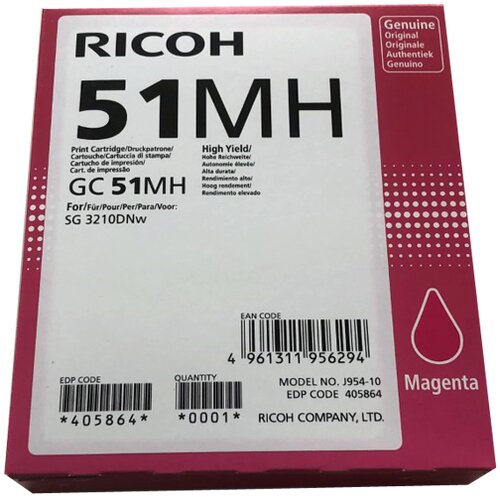 RICOH
Genuine
Original
Originale
Authentiek
Genuino
51MH
Print Cartridge/Druckpatrone/
Cartouche/Cartuccia di stampa/
Cartucho de impresión/
Cart. de impressão
GC 51MH
For/Für/Pour/Per/Para/Voor:
SG 3210DNw
High Yield/
Hohe Reichweite/
Autonomie élevée/
Alta durata/
Rendimiento alto/
Hoog rendement/
Rendimento elevado
EAN CODE
4 961311 956294
EDP CODE
*405864*
QUANTITY
*0001*
MODEL NO. J954-10
EDP CODE 405864
RICOH COMPANY, LTD.
Magenta